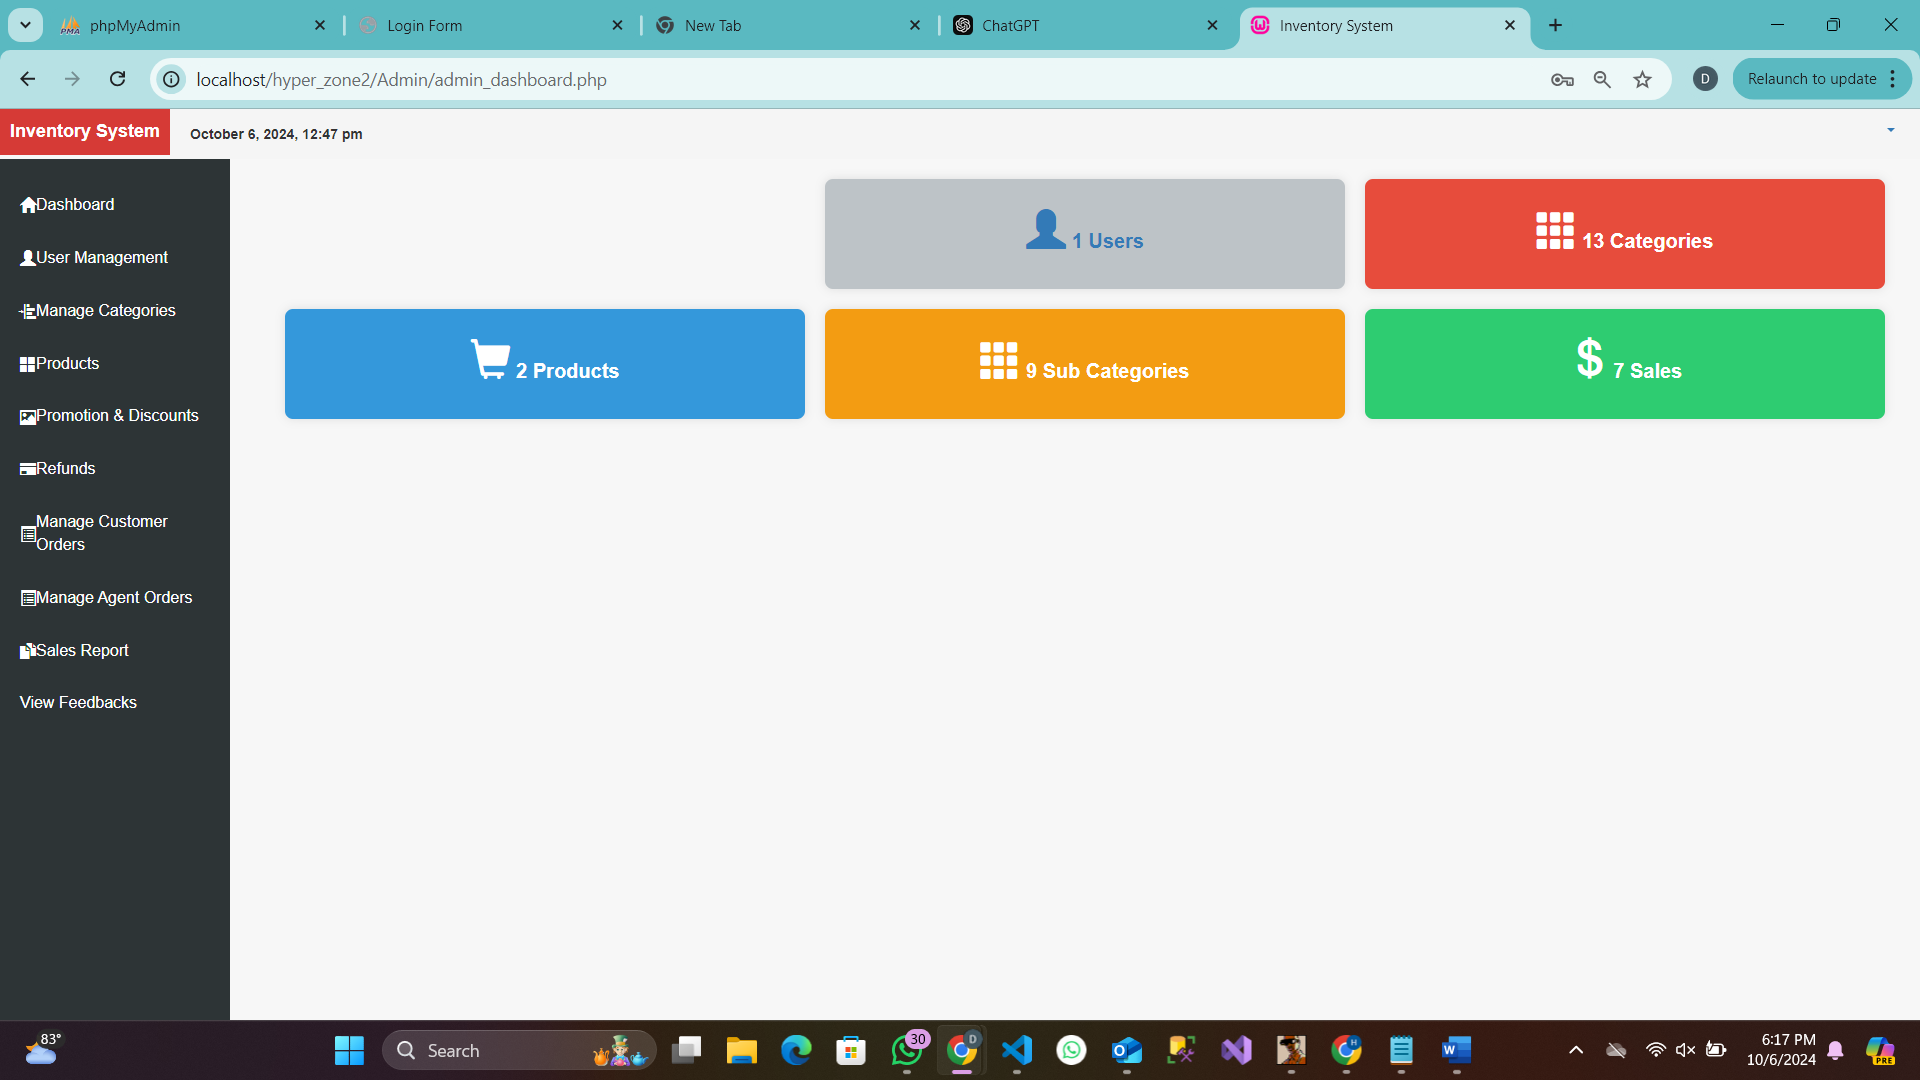 phpMyAdmin
Login Form
New Tab
ChatGPT
Inventory System
localhost/hyper_zone2/Admin/admin_dashboard.php
D
Relaunch to update
Inventory System
October 6, 2024, 12:47 pm
Dashboard
User Management
Manage Categories
Products
Promotion & Discounts
Refunds
Manage Customer
Orders
Manage Agent Orders
Sales Report
View Feedbacks
1 Users
13 Categories
2 Products
9 Sub Categories
$ 7 Sales
83°
Search
30
D
H
6:17 PM
10/6/2024
PRE